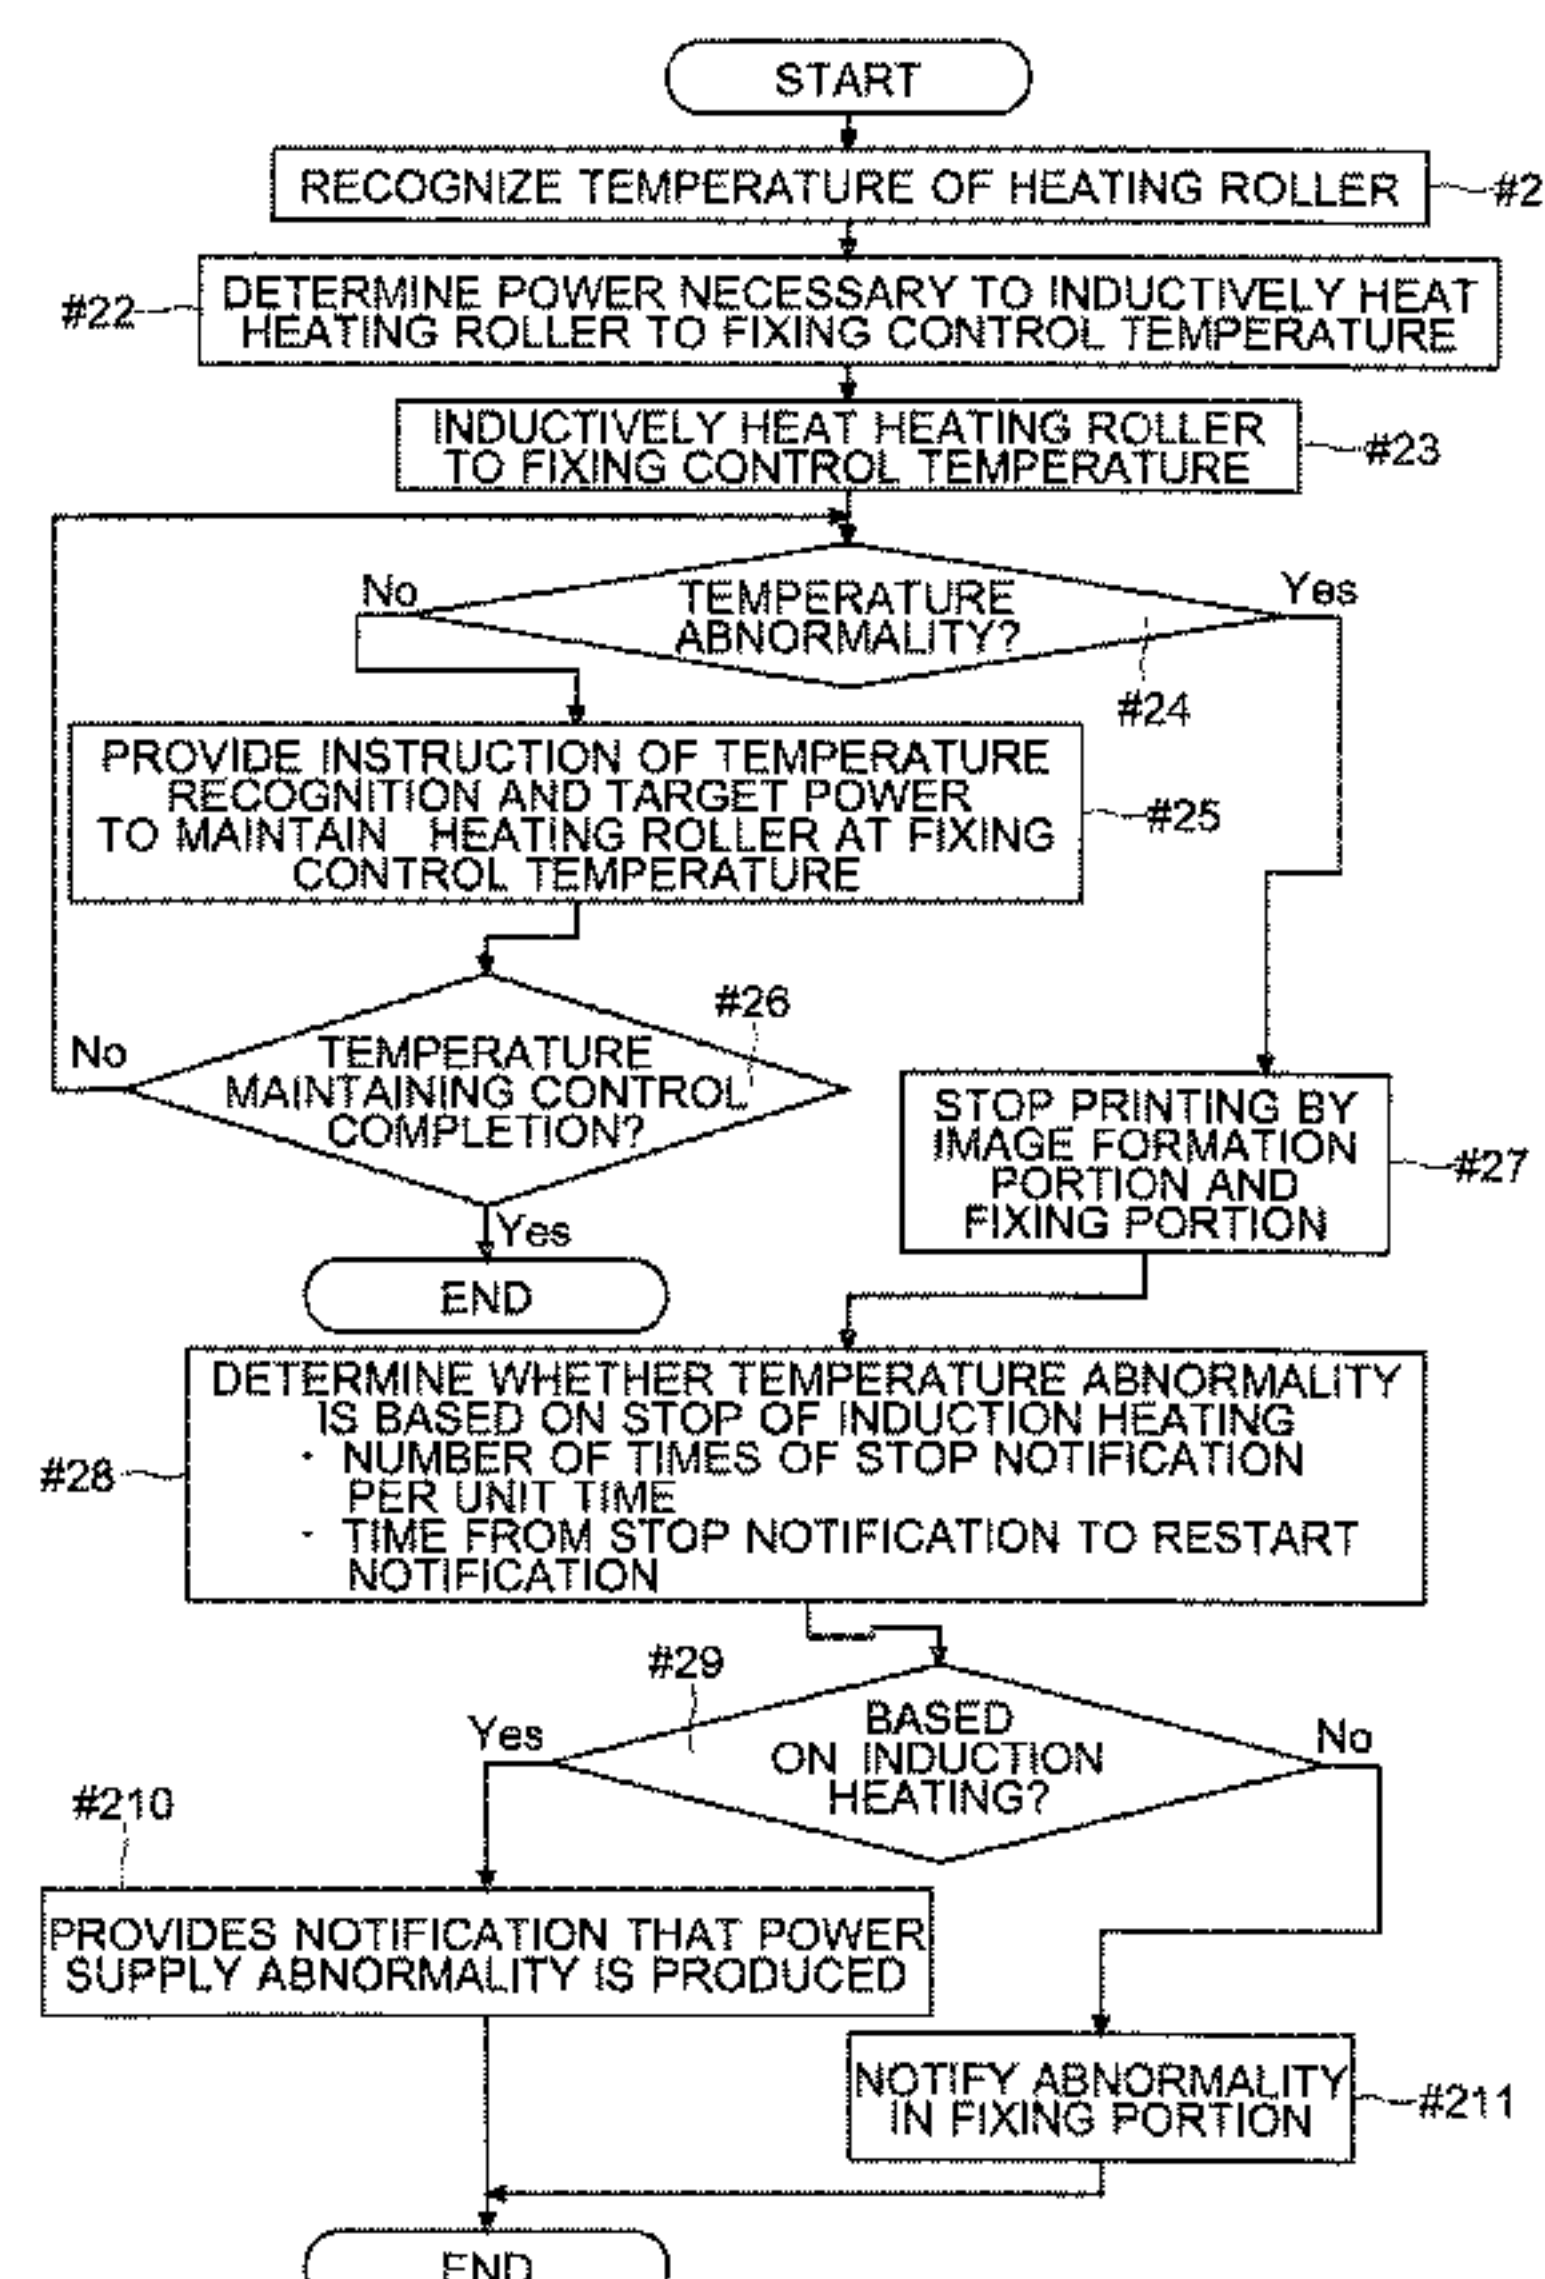 START
RECOGNIZE TEMPERATURE OF HEATING ROLLER
#2
#22
DETERMINE POWER NECESSARY TO INDUCTIVELY HEAT
HEATING ROLLER TO FIXING CONTROL TEMPERATURE
INDUCTIVELY HEAT HEATING ROLLER
TO FIXING CONTROL TEMPERATURE
#23
No
TEMPERATURE
ABNORMALITY?
Yes
#24
PROVIDE INSTRUCTION OF TEMPERATURE
RECOGNITION AND TARGET POWER
TO MAINTAIN HEATING ROLLER AT FIXING
CONTROL TEMPERATURE
#25
#26
No
TEMPERATURE
MAINTAINING CONTROL
COMPLETION?
Yes
END
STOP PRINTING BY
IMAGE FORMATION
PORTION AND
FIXING PORTION
#27
#28
DETERMINE WHETHER TEMPERATURE ABNORMALITY
IS BASED ON STOP OF INDUCTION HEATING
· NUMBER OF TIMES OF STOP NOTIFICATION
PER UNIT TIME
· TIME FROM STOP NOTIFICATION TO RESTART
NOTIFICATION
#29
Yes
BASED
ON INDUCTION
HEATING?
No
#210
PROVIDES NOTIFICATION THAT POWER
SUPPLY ABNORMALITY IS PRODUCED
NOTIFY ABNORMALITY
IN FIXING PORTION
#211
END